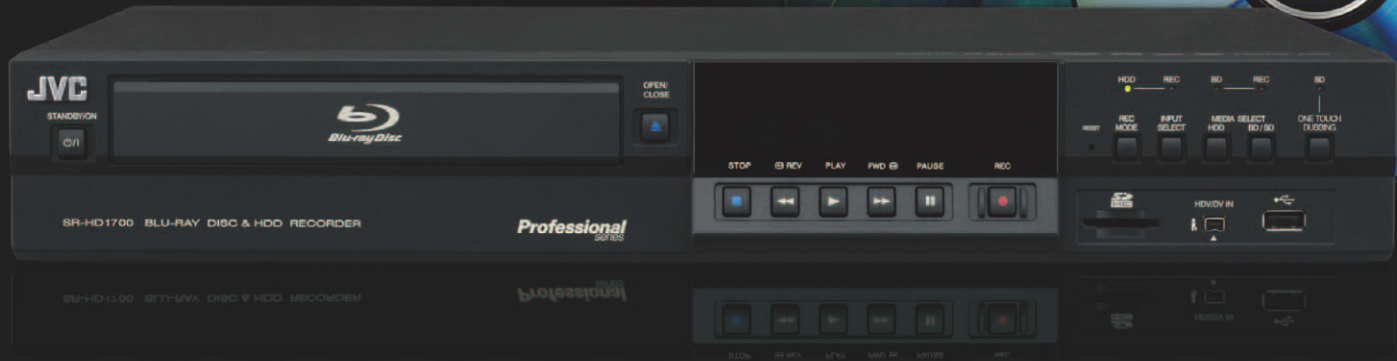 JVC
STANDBY/ON
Blu-ray Disc
OPEN/
CLOSE
SR-HD1700 BLU-RAY DISC & HDD RECORDER
Professional
series
STOP REV PLAY FWD PAUSE REC
HDD REC BD REC SD
RESET
REC
MODE
INPUT
SELECT
MEDIA SELECT
HDD BD/SD
ONE TOUCH
DUBBING
SD
HC
HDV/DV IN
i